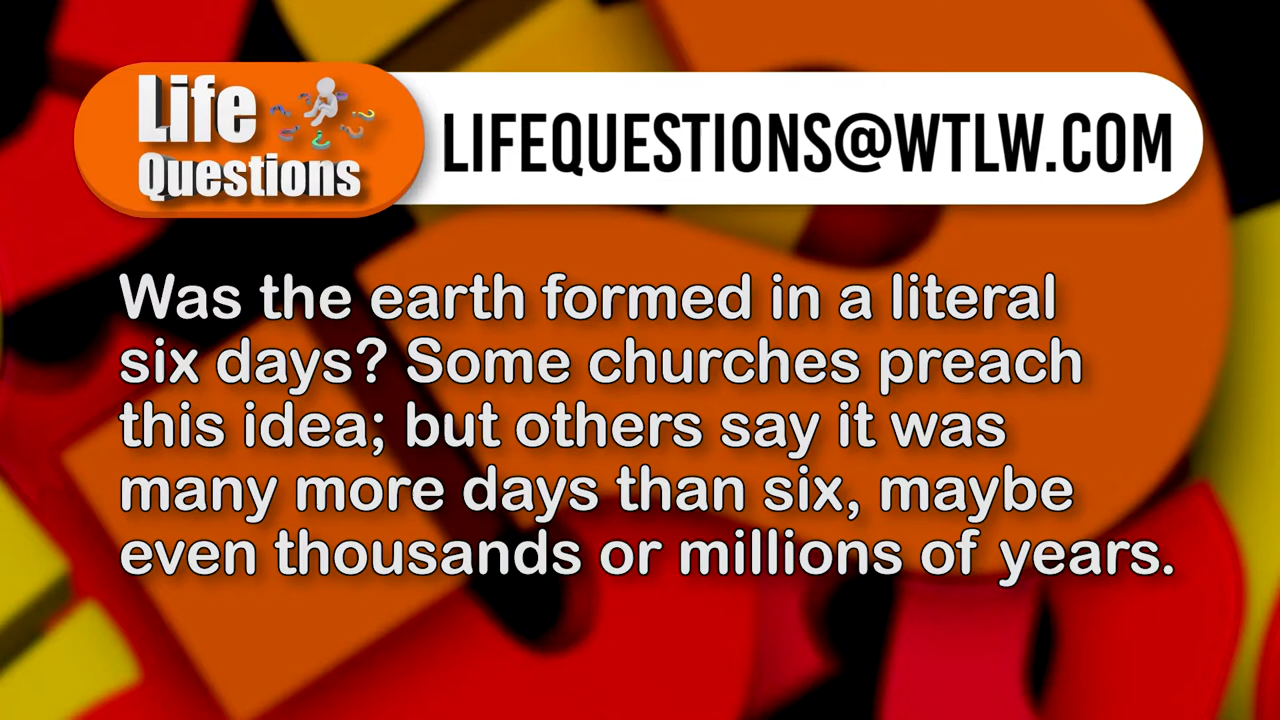 Life
Questions
LIFEQUESTIONS@WTLW.COM
Was the earth formed in a literal
six days? Some churches preach
this idea; but others say it was
many more days than six, maybe
even thousands or millions of years.